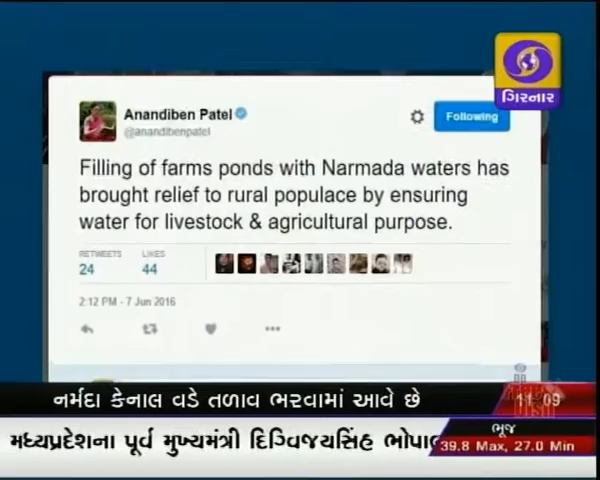 ગિરનાર
Anandiben Patel
@anandibenpatel
Following
Filling of farms ponds with Narmada waters has
brought relief to rural populace by ensuring
water for livestock & agricultural purpose.
RETWEETS LIKES
24 44
2:12 PM - 7 Jun 2016
નર્મદા કેનાલ વડે તળાવ ભરવામાં આવે છે
11:09
મધ્યપ્રદેશના પૂર્વ મુખ્યમંત્રી દિગ્વિજયસિંહ ભોપાલ
ભૂજ
39.8 Max, 27.0 Min